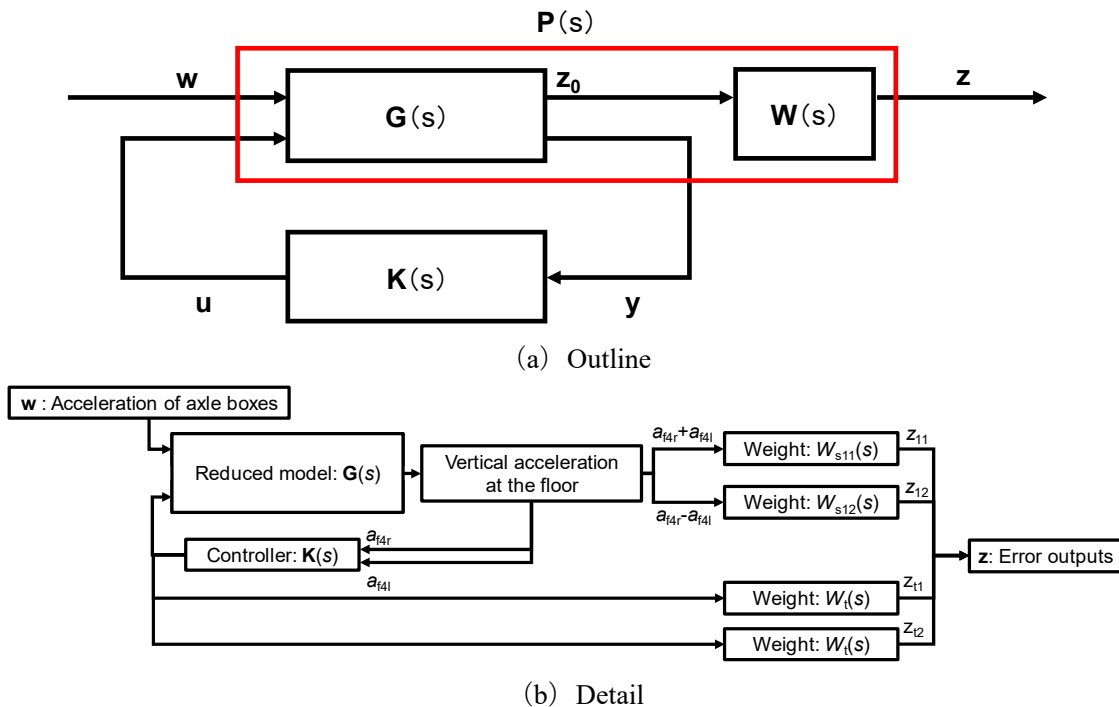 P(s)
w
z0
z
G(s)
W(s)
K(s)
u
y
(a) Outline
w : Acceleration of axle boxes
Reduced model: G(s)
Vertical acceleration
at the floor
af4r+af4l
Weight: Ws11(s)
z11
Weight: Ws12(s)
z12
af4r-af4l
af4r
Controller: K(s)
af4l
z: Error outputs
Weight: Wt(s)
zt1
Weight: Wt(s)
zt2
(b) Detail